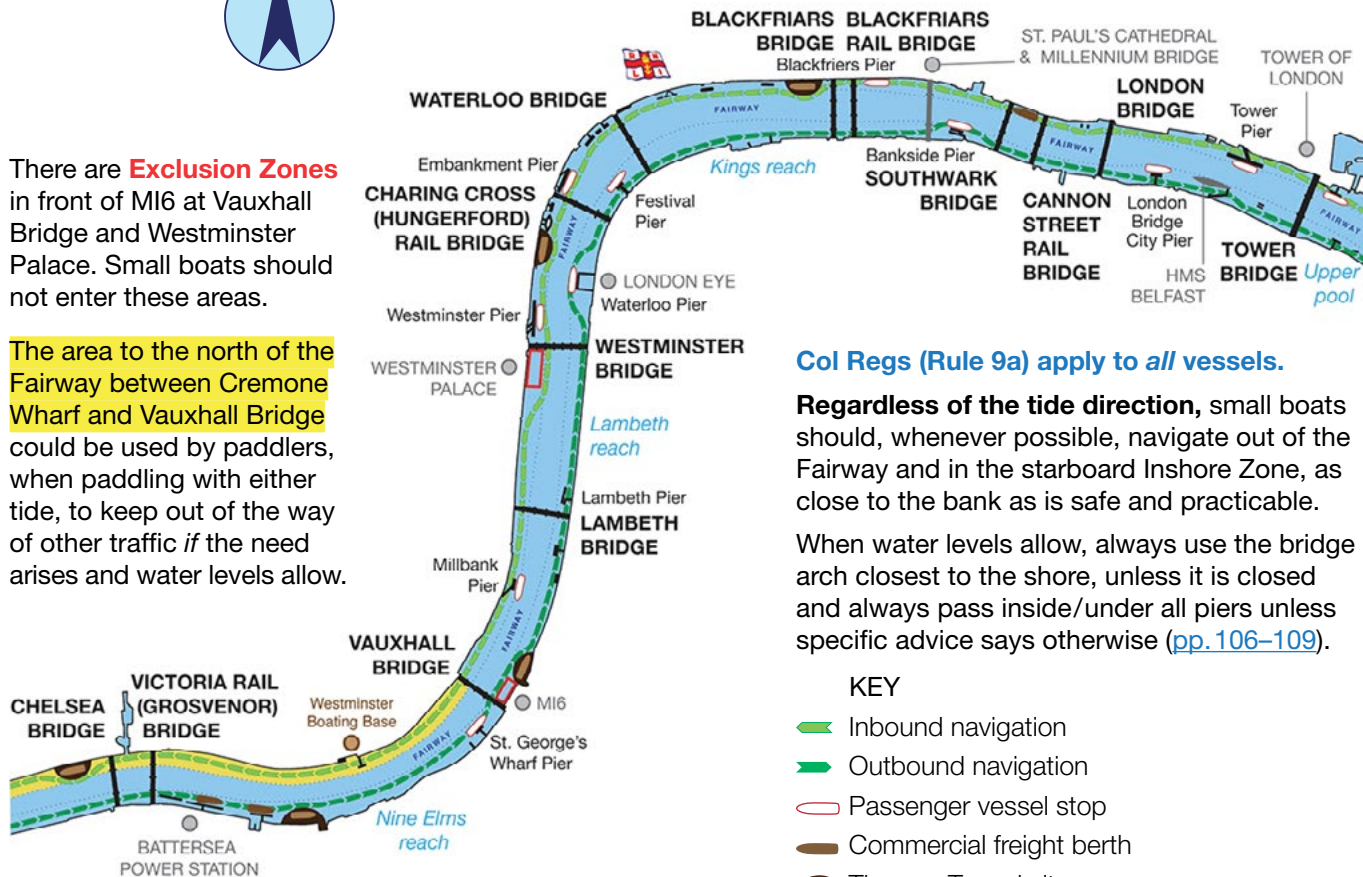 There are Exclusion Zones
in front of MI6 at Vauxhall
Bridge and Westminster
Palace. Small boats should
not enter these areas.
The area to the north of the
Fairway between Cremone
Wharf and Vauxhall Bridge
could be used by paddlers,
when paddling with either
tide, to keep out of the way
of other traffic if the need
arises and water levels allow.
BLACKFRIARS
BRIDGE
BLACKFRIARS
RAIL BRIDGE
Blackfriers Pier
ST. PAUL'S CATHEDRAL
& MILLENNIUM BRIDGE
TOWER OF
LONDON
RNLI
WATERLOO BRIDGE
FAIRWAY
LONDON
BRIDGE
Tower
Pier
Embankment Pier
Kings reach
Bankside Pier
SOUTHWARK
BRIDGE
FAIRWAY
CHARING CROSS
(HUNGERFORD)
RAIL BRIDGE
Festival
Pier
FAIRWAY
CANNON
STREET
RAIL
BRIDGE
London
Bridge
City Pier
HMS
BELFAST
TOWER
BRIDGE
FAIRWAY
Upper
pool
LONDON EYE
Waterloo Pier
Westminster Pier
WESTMINSTER
PALACE
WESTMINSTER
BRIDGE
Lambeth
reach
Lambeth Pier
LAMBETH
BRIDGE
Millbank
Pier
FAIRWAY
VAUXHALL
BRIDGE
MI6
St. George's
Wharf Pier
FAIRWAY
CHELSEA
BRIDGE
VICTORIA RAIL
(GROSVENOR)
BRIDGE
Westminster
Boating Base
Nine Elms
reach
BATTERSEA
POWER STATION
Col Regs (Rule 9a) apply to all vessels.
Regardless of the tide direction, small boats
should, whenever possible, navigate out of the
Fairway and in the starboard Inshore Zone, as
close to the bank as is safe and practicable.
When water levels allow, always use the bridge
arch closest to the shore, unless it is closed
and always pass inside/under all piers unless
specific advice says otherwise (pp. 106–109).
KEY
Inbound navigation
Outbound navigation
Passenger vessel stop
Commercial freight berth